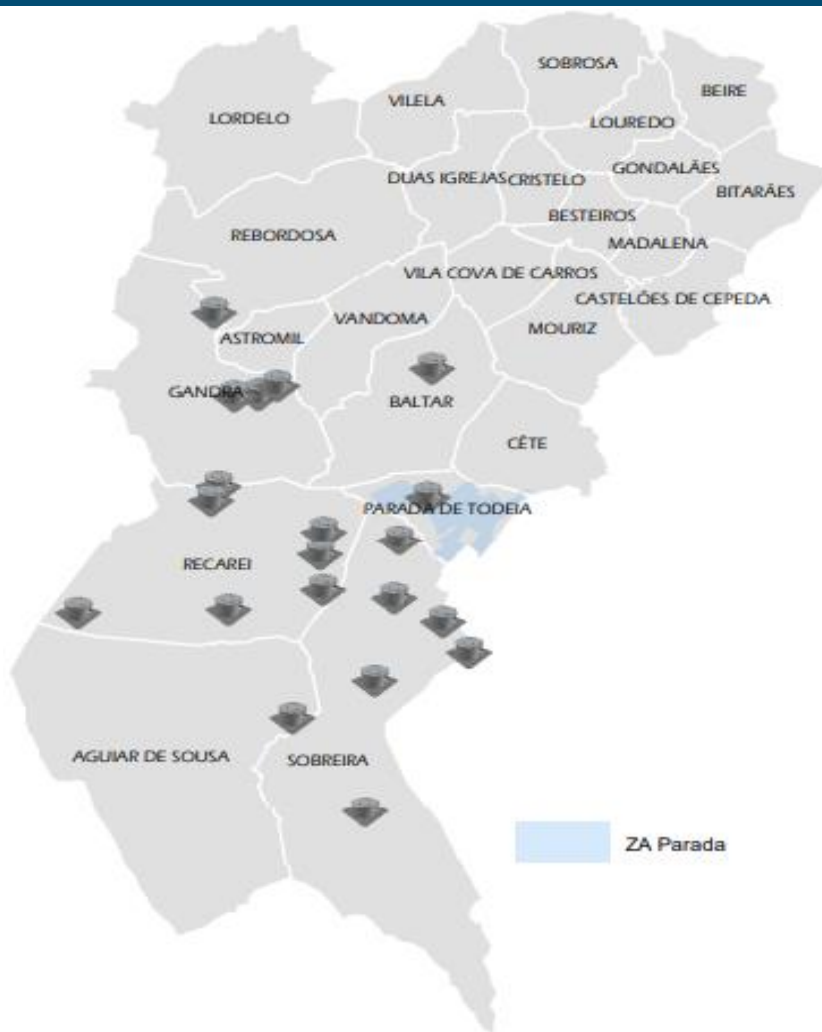 SOBROSA
BEIRE
VILELA
LORDELO
LOUREDO
GONDALÃES
DUAS IGREJAS
CRISTELO
BITARÃES
BESTEIROS
REBORDOSA
MADALENA
VILA COVA DE CARROS
CASTELÕES DE CEPEDA
VANDOMA
MOURIZ
ASTROMIL
GANDRA
BALTAR
CÊTE
PARADA DE TODEIA
RECAREI
AGUIAR DE SOUSA
SOBREIRA
ZA Parada